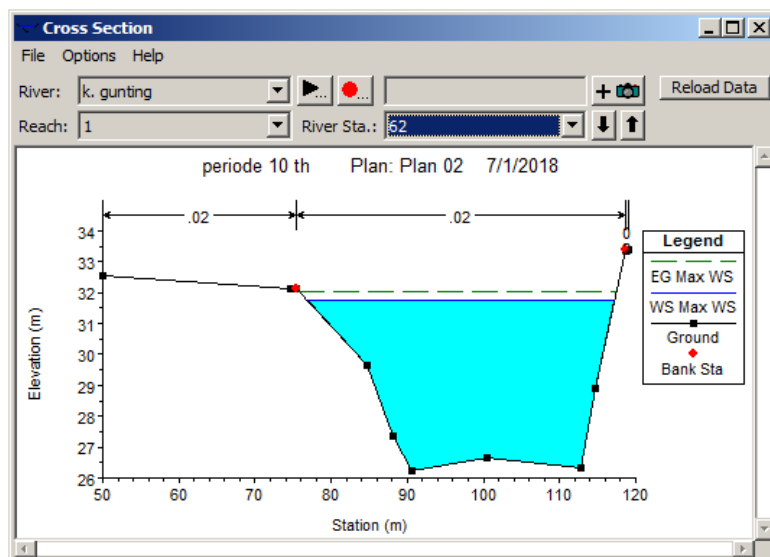 Cross Section
File Options Help
River: k. gunting ... ... + Reload Data
Reach: 1 River Sta.: 62
periode 10 th Plan: Plan 02 7/1/2018
.02 .02 0
34
33
32
31
30
29
28
27
26
Elevation (m)
50 60 70 80 90 100 110 120
Station (m)
Legend
EG Max WS
WS Max WS
Ground
Bank Sta